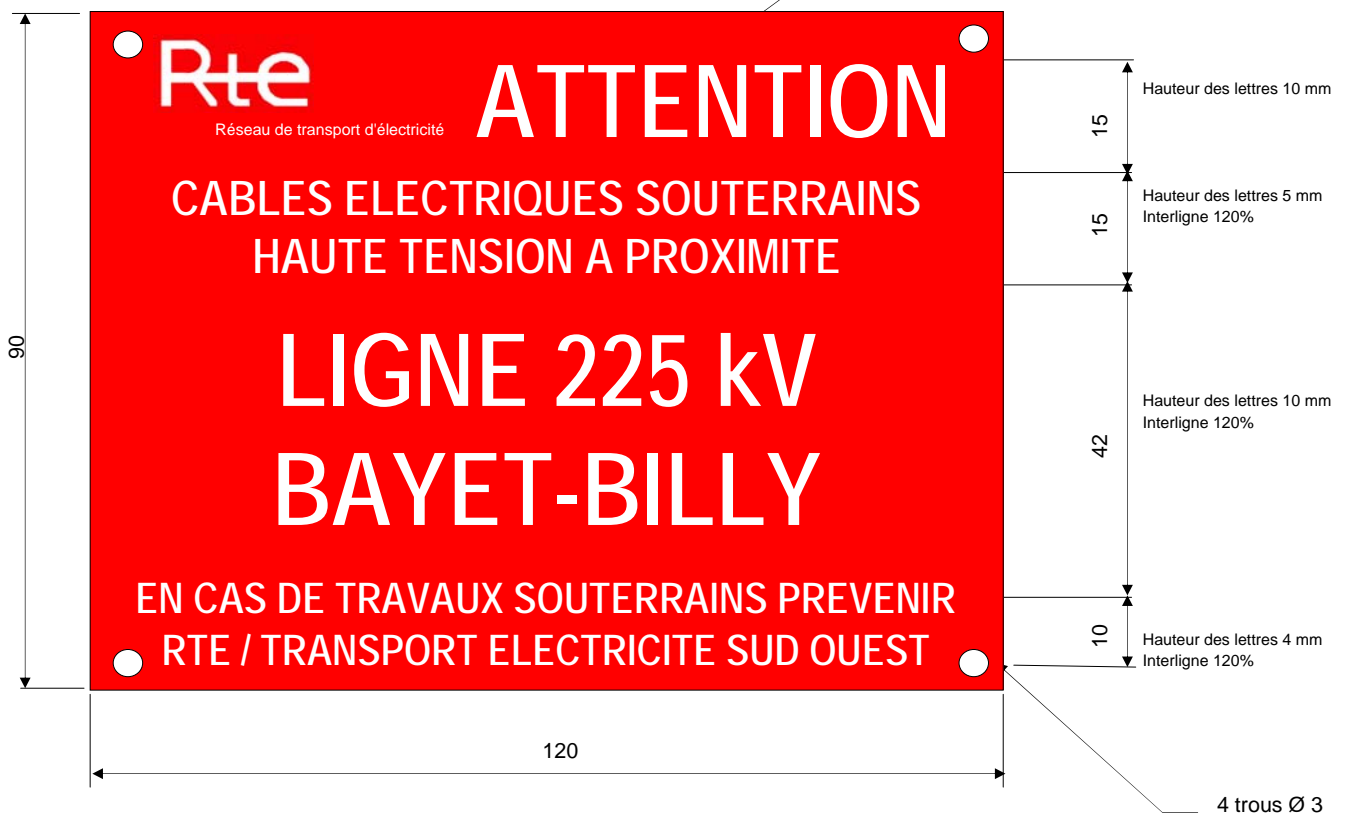 Rte
Réseau de transport d'électricité
ATTENTION
CABLES ELECTRIQUES SOUTERRAINS
HAUTE TENSION A PROXIMITE
LIGNE 225 kV
BAYET-BILLY
EN CAS DE TRAVAUX SOUTERRAINS PREVENIR
RTE / TRANSPORT ELECTRICITE SUD OUEST
90
120
15
Hauteur des lettres 10 mm
15
Hauteur des lettres 5 mm
Interligne 120%
42
Hauteur des lettres 10 mm
Interligne 120%
10
Hauteur des lettres 4 mm
Interligne 120%
4 trous Ø 3